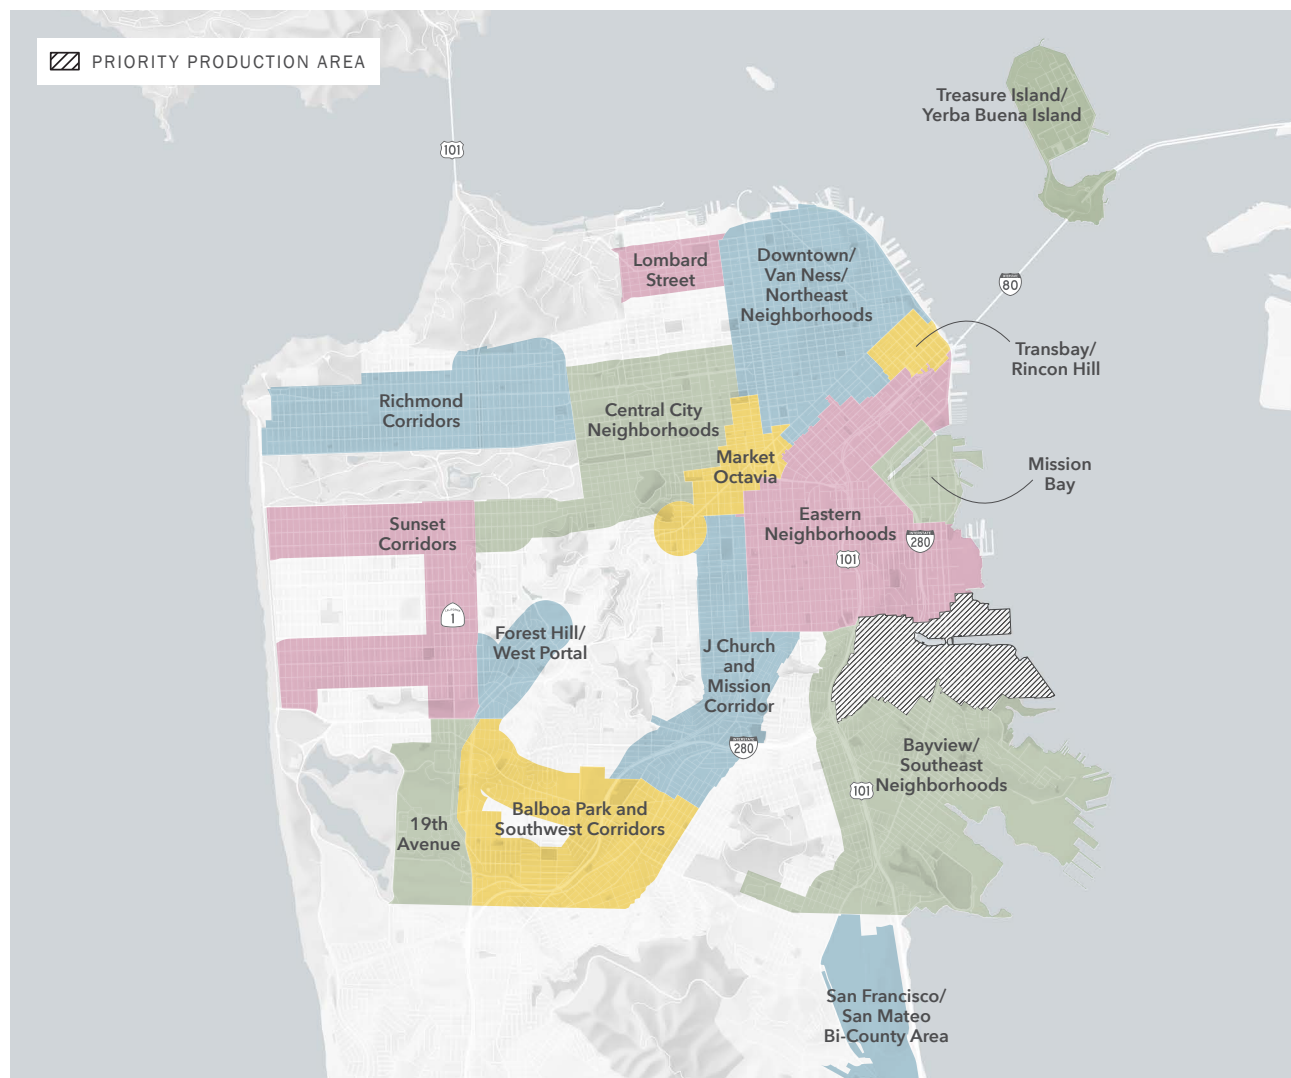 PRIORITY PRODUCTION AREA
Treasure Island/
Yerba Buena Island
101
Lombard
Street
Downtown/
Van Ness/
Northeast
Neighborhoods
80
Transbay/
Rincon Hill
Richmond
Corridors
Central City
Neighborhoods
Market
Octavia
Mission
Bay
Sunset
Corridors
Eastern
Neighborhoods
280
101
1
Forest Hill/
West Portal
J Church
and
Mission
Corridor
280
Bayview/
Southeast
Neighborhoods
101
19th
Avenue
Balboa Park and
Southwest Corridors
San Francisco/
San Mateo
Bi-County Area